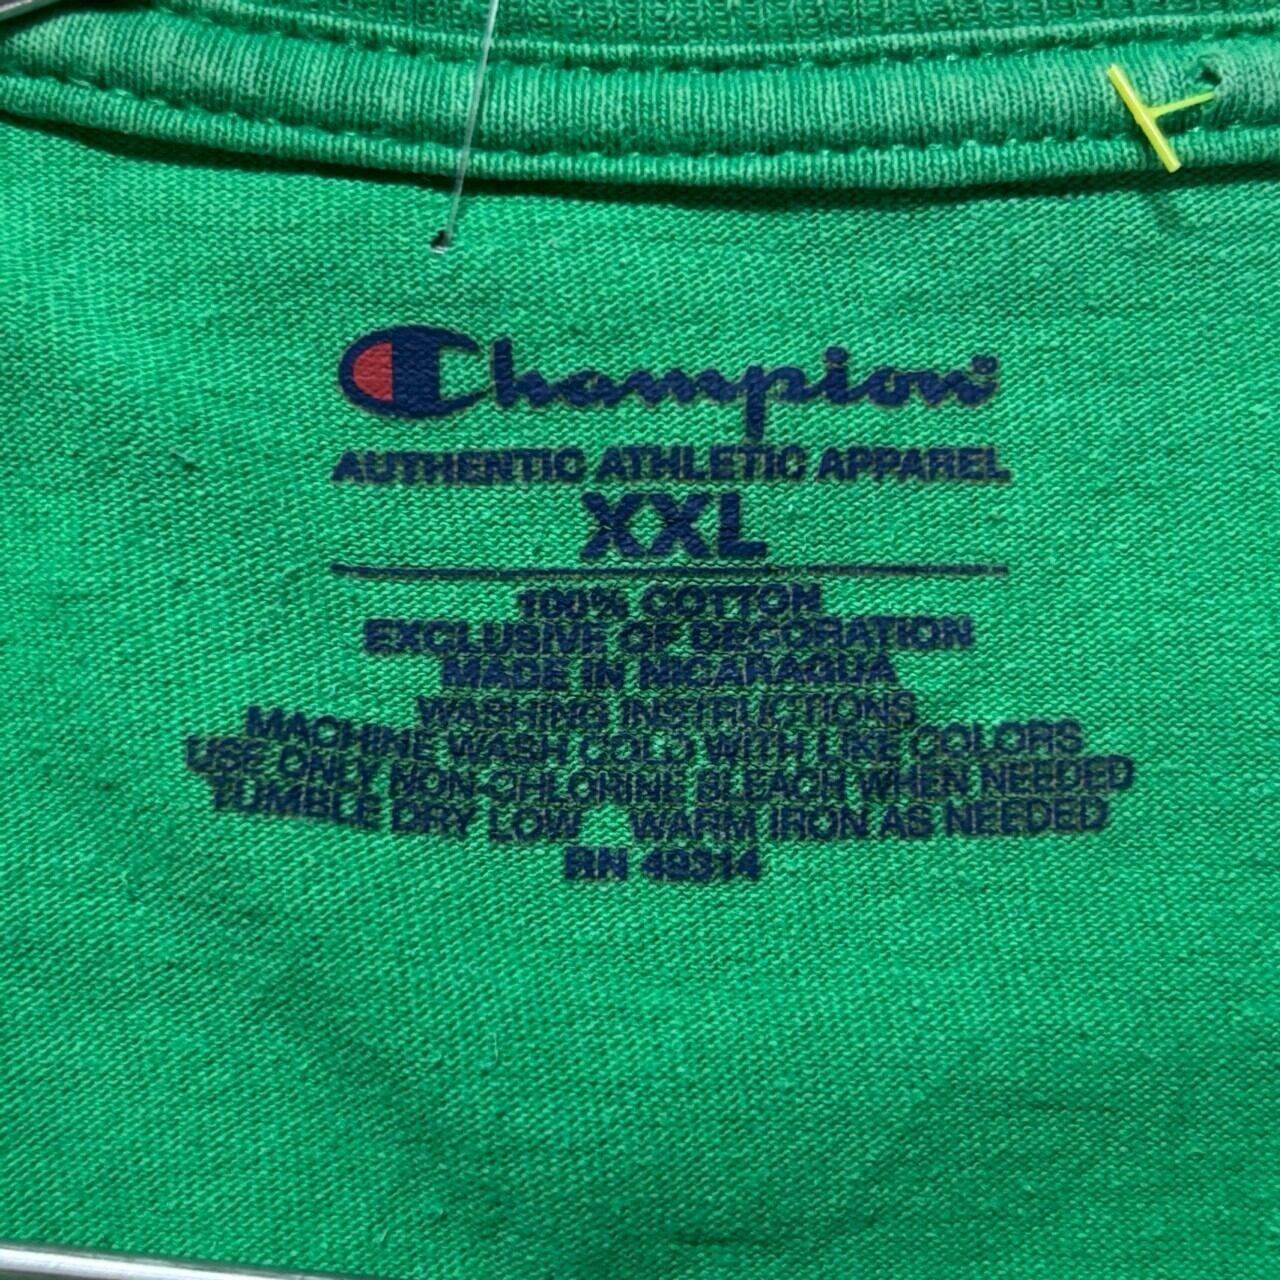 Champion®
AUTHENTIC ATHLETIC APPAREL
XXL
100% COTTON
EXCLUSIVE OF DECORATION
MADE IN NICARAGUA
WASHING INSTRUCTIONS
MACHINE WASH COLD WITH LIKE COLORS
USE ONLY NON-CHLORINE BLEACH WHEN NEEDED
TUMBLE DRY LOW WARM IRON AS NEEDED
RN 49314